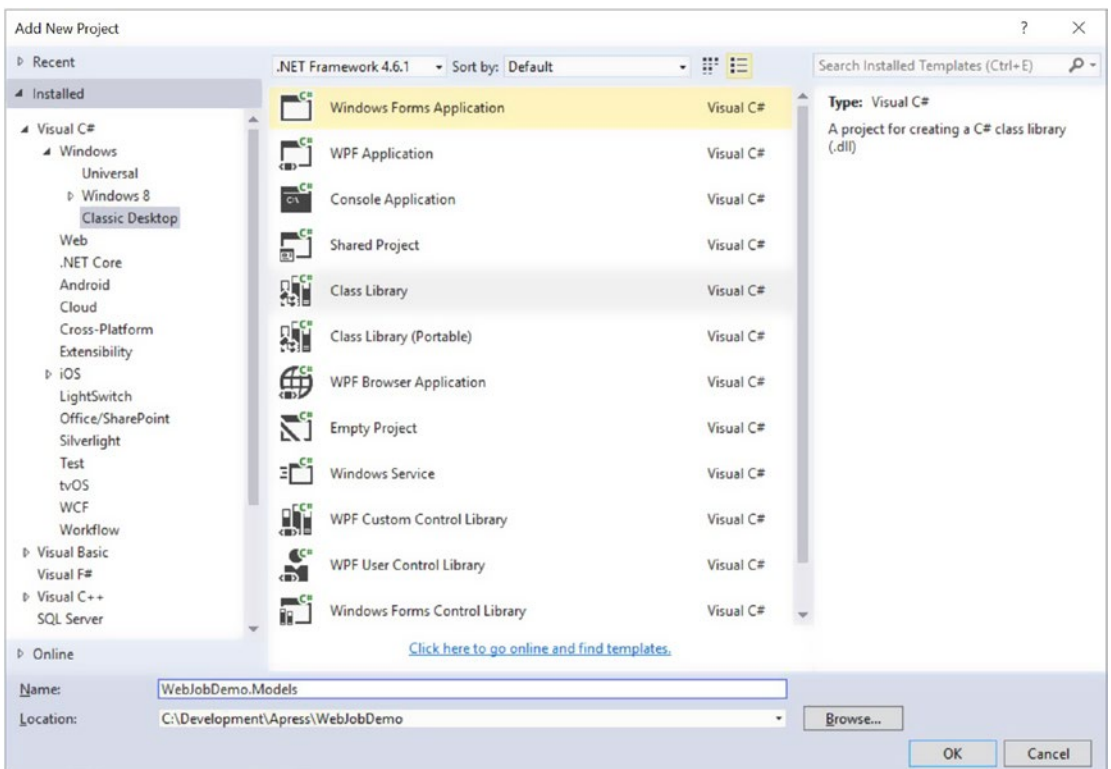 Add New Project
?
Recent
Installed
Visual C#
Windows
Universal
Windows 8
Classic Desktop
Web
.NET Core
Android
Cloud
Cross-Platform
Extensibility
iOS
LightSwitch
Office/SharePoint
Silverlight
Test
tvOS
WCF
Workflow
Visual Basic
Visual F#
Visual C++
SQL Server
Online
.NET Framework 4.6.1 Sort by: Default
Windows Forms Application Visual C#
WPF Application Visual C#
Console Application Visual C#
Shared Project Visual C#
Class Library Visual C#
Class Library (Portable) Visual C#
WPF Browser Application Visual C#
Empty Project Visual C#
Windows Service Visual C#
WPF Custom Control Library Visual C#
WPF User Control Library Visual C#
Windows Forms Control Library Visual C#
Click here to go online and find templates.
Search Installed Templates (Ctrl+E)
Type: Visual C#
A project for creating a C# class library
(.dll)
Name: WebJobDemo.Models
Location: C:\Development\Apress\WebJobDemo Browse...
OK Cancel